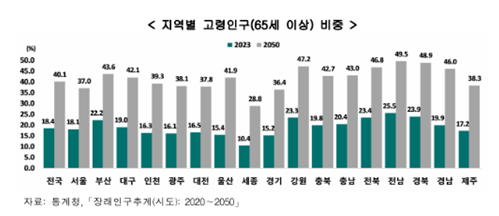 < 지역별 고령인구(65세 이상) 비중 >
(%) 2023 2050
50.0
45.0
40.0
35.0
30.0
25.0
20.0
15.0
10.0
5.0
0.0
40.1 37.0 43.6 42.1 39.3 38.1 37.8 41.9 28.8 36.4 47.2 42.7 43.0 46.8 49.5 48.9 46.0 38.3
18.4 18.1 22.2 19.0 16.3 16.1 16.5 15.4 10.4 15.2 23.3 19.8 20.4 23.4 25.5 23.9 19.9 17.2
전국 서울 부산 대구 인천 광주 대전 울산 세종 경기 강원 충북 충남 전북 전남 경북 경남 제주
자료: 통계청,「장래인구추계(시도): 2020~2050」